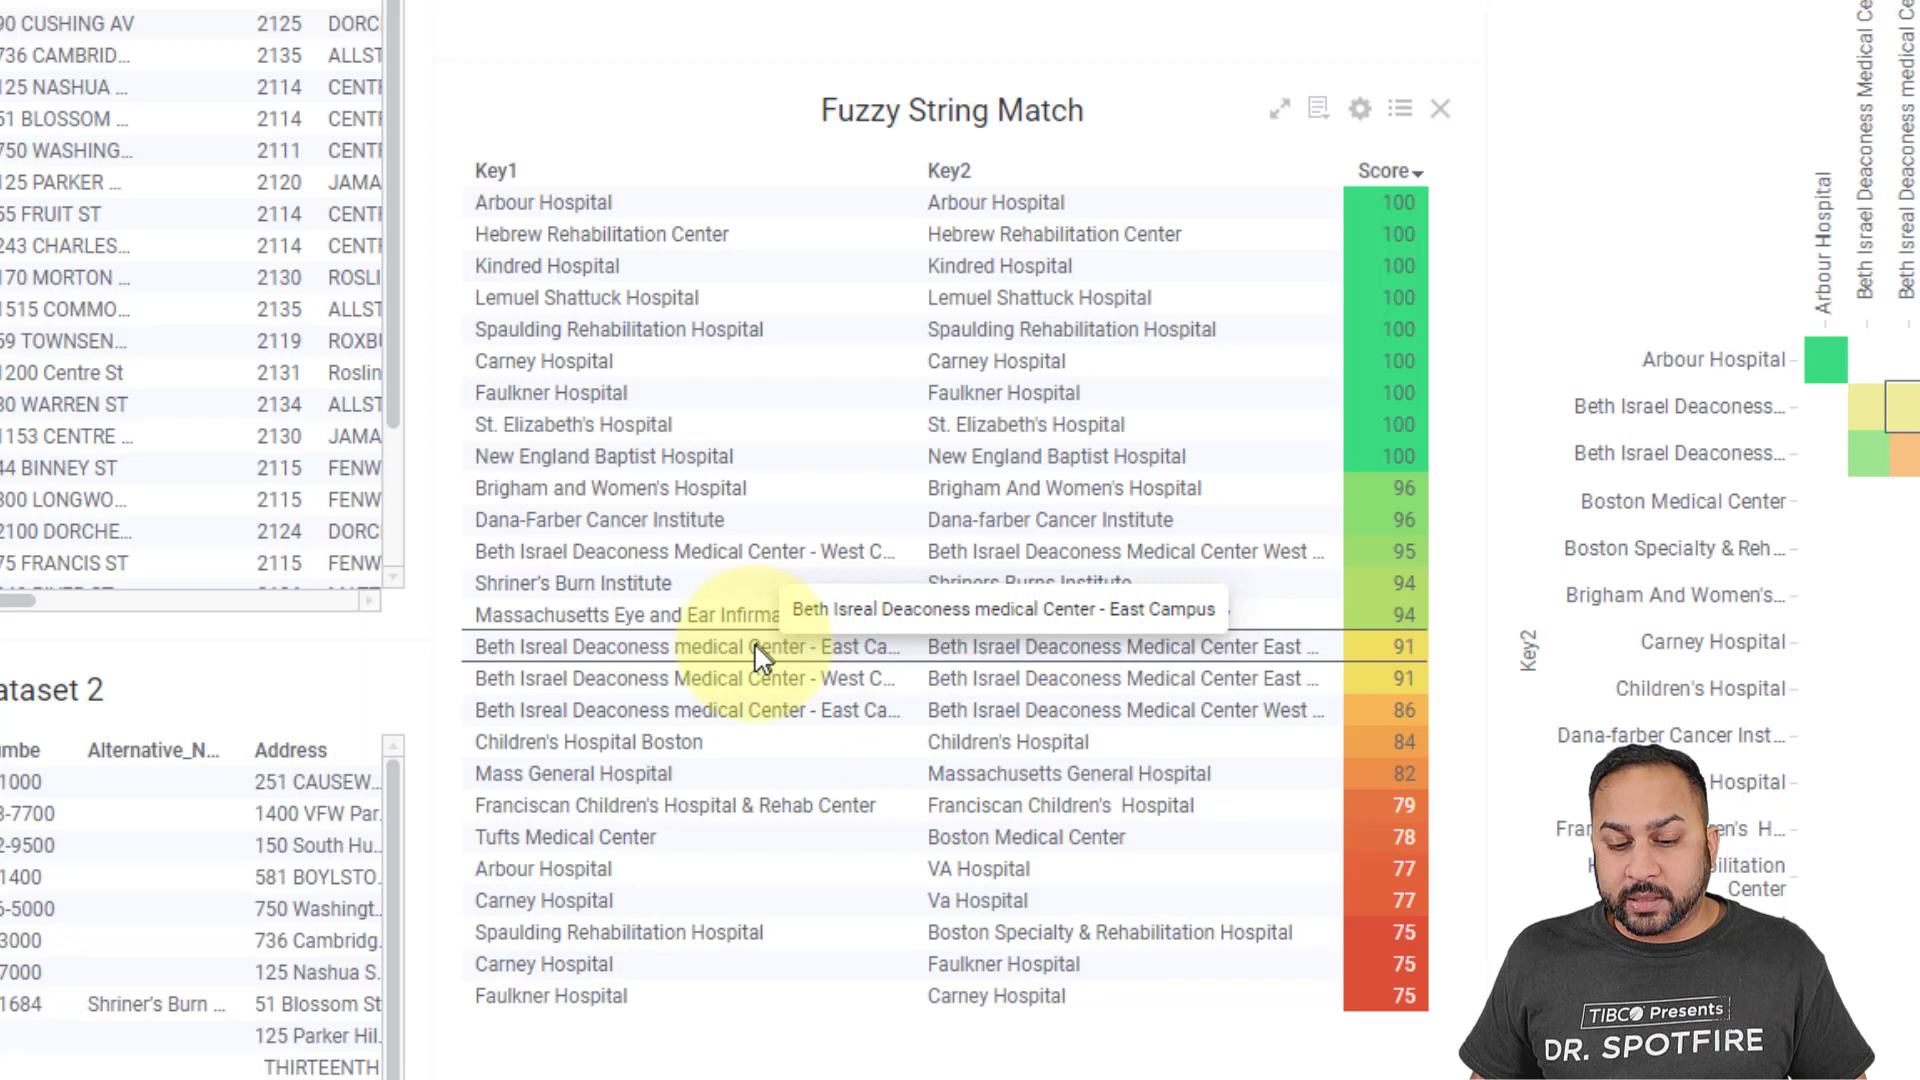 90 CUSHING AV 2125 DORC
736 CAMBRID... 2135 ALLST
125 NASHUA ... 2114 CENTR
51 BLOSSOM ... 2114 CENT
750 WASHING... 2111 CENT
125 PARKER ... 2120 JAMA
55 FRUIT ST 2114 CENTR
243 CHARLES... 2114 CENT
170 MORTON ... 2130 ROSLI
1515 COMMO... 2135 ALLST
59 TOWNSEN... 2119 ROXBU
1200 Centre St 2131 Roslin
30 WARREN ST 2134 ALLST
1153 CENTRE ... 2130 JAMA
44 BINNEY ST 2115 FENW
300 LONGWO... 2115 FENW
2100 DORCHE... 2124 DORC
75 FRANCIS ST 2115 FENW
ataset 2
umbe Alternative_N... Address
1000 251 CAUSEW...
3-7700 1400 VFW Par.
2-9500 150 South Hu..
1400 581 BOYLSTO.
6-5000 750 Washingt..
3000 736 Cambridg.
7000 125 Nashua S.
1684 Shriner's Burn ... 51 Blossom St
125 Parker Hil.
THIRTEENTH
Fuzzy String Match
Key1 Key2 Score
Arbour Hospital Arbour Hospital 100
Hebrew Rehabilitation Center Hebrew Rehabilitation Center 100
Kindred Hospital Kindred Hospital 100
Lemuel Shattuck Hospital Lemuel Shattuck Hospital 100
Spaulding Rehabilitation Hospital Spaulding Rehabilitation Hospital 100
Carney Hospital Carney Hospital 100
Faulkner Hospital Faulkner Hospital 100
St. Elizabeth's Hospital St. Elizabeth's Hospital 100
New England Baptist Hospital New England Baptist Hospital 100
Brigham and Women's Hospital Brigham And Women's Hospital 96
Dana-Farber Cancer Institute Dana-farber Cancer Institute 96
Beth Israel Deaconess Medical Center - West C... Beth Israel Deaconess Medical Center West ... 95
Shriner's Burn Institute Shriners Burns Institute 94
Massachusetts Eye and Ear Infirma 94
Beth Isreal Deaconess medical Center - East Campus
Beth Isreal Deaconess medical Center - East Ca... Beth Israel Deaconess Medical Center East ... 91
Beth Israel Deaconess Medical Center - West C... Beth Israel Deaconess Medical Center East ... 91
Beth Isreal Deaconess medical Center - East Ca... Beth Israel Deaconess Medical Center West ... 86
Children's Hospital Boston Children's Hospital 84
Mass General Hospital Massachusetts General Hospital 82
Franciscan Children's Hospital & Rehab Center Franciscan Children's  Hospital 79
Tufts Medical Center Boston Medical Center 78
Arbour Hospital VA Hospital 77
Carney Hospital Va Hospital 77
Spaulding Rehabilitation Hospital Boston Specialty & Rehabilitation Hospital 75
Carney Hospital Faulkner Hospital 75
Faulkner Hospital Carney Hospital 75
Arbour Hospital
Beth Israel Deaconess Medical Ce
Beth Isreal Deaconess medical Ce
Key2
Arbour Hospital
Beth Israel Deaconess...
Beth Israel Deaconess...
Boston Medical Center
Boston Specialty & Reh...
Brigham And Women's...
Carney Hospital
Children's Hospital
Dana-farber Cancer Inst...
Hospital
Fran en's H...
ilitation
Center
TIBCO Presents
DR. SPOTFIRE